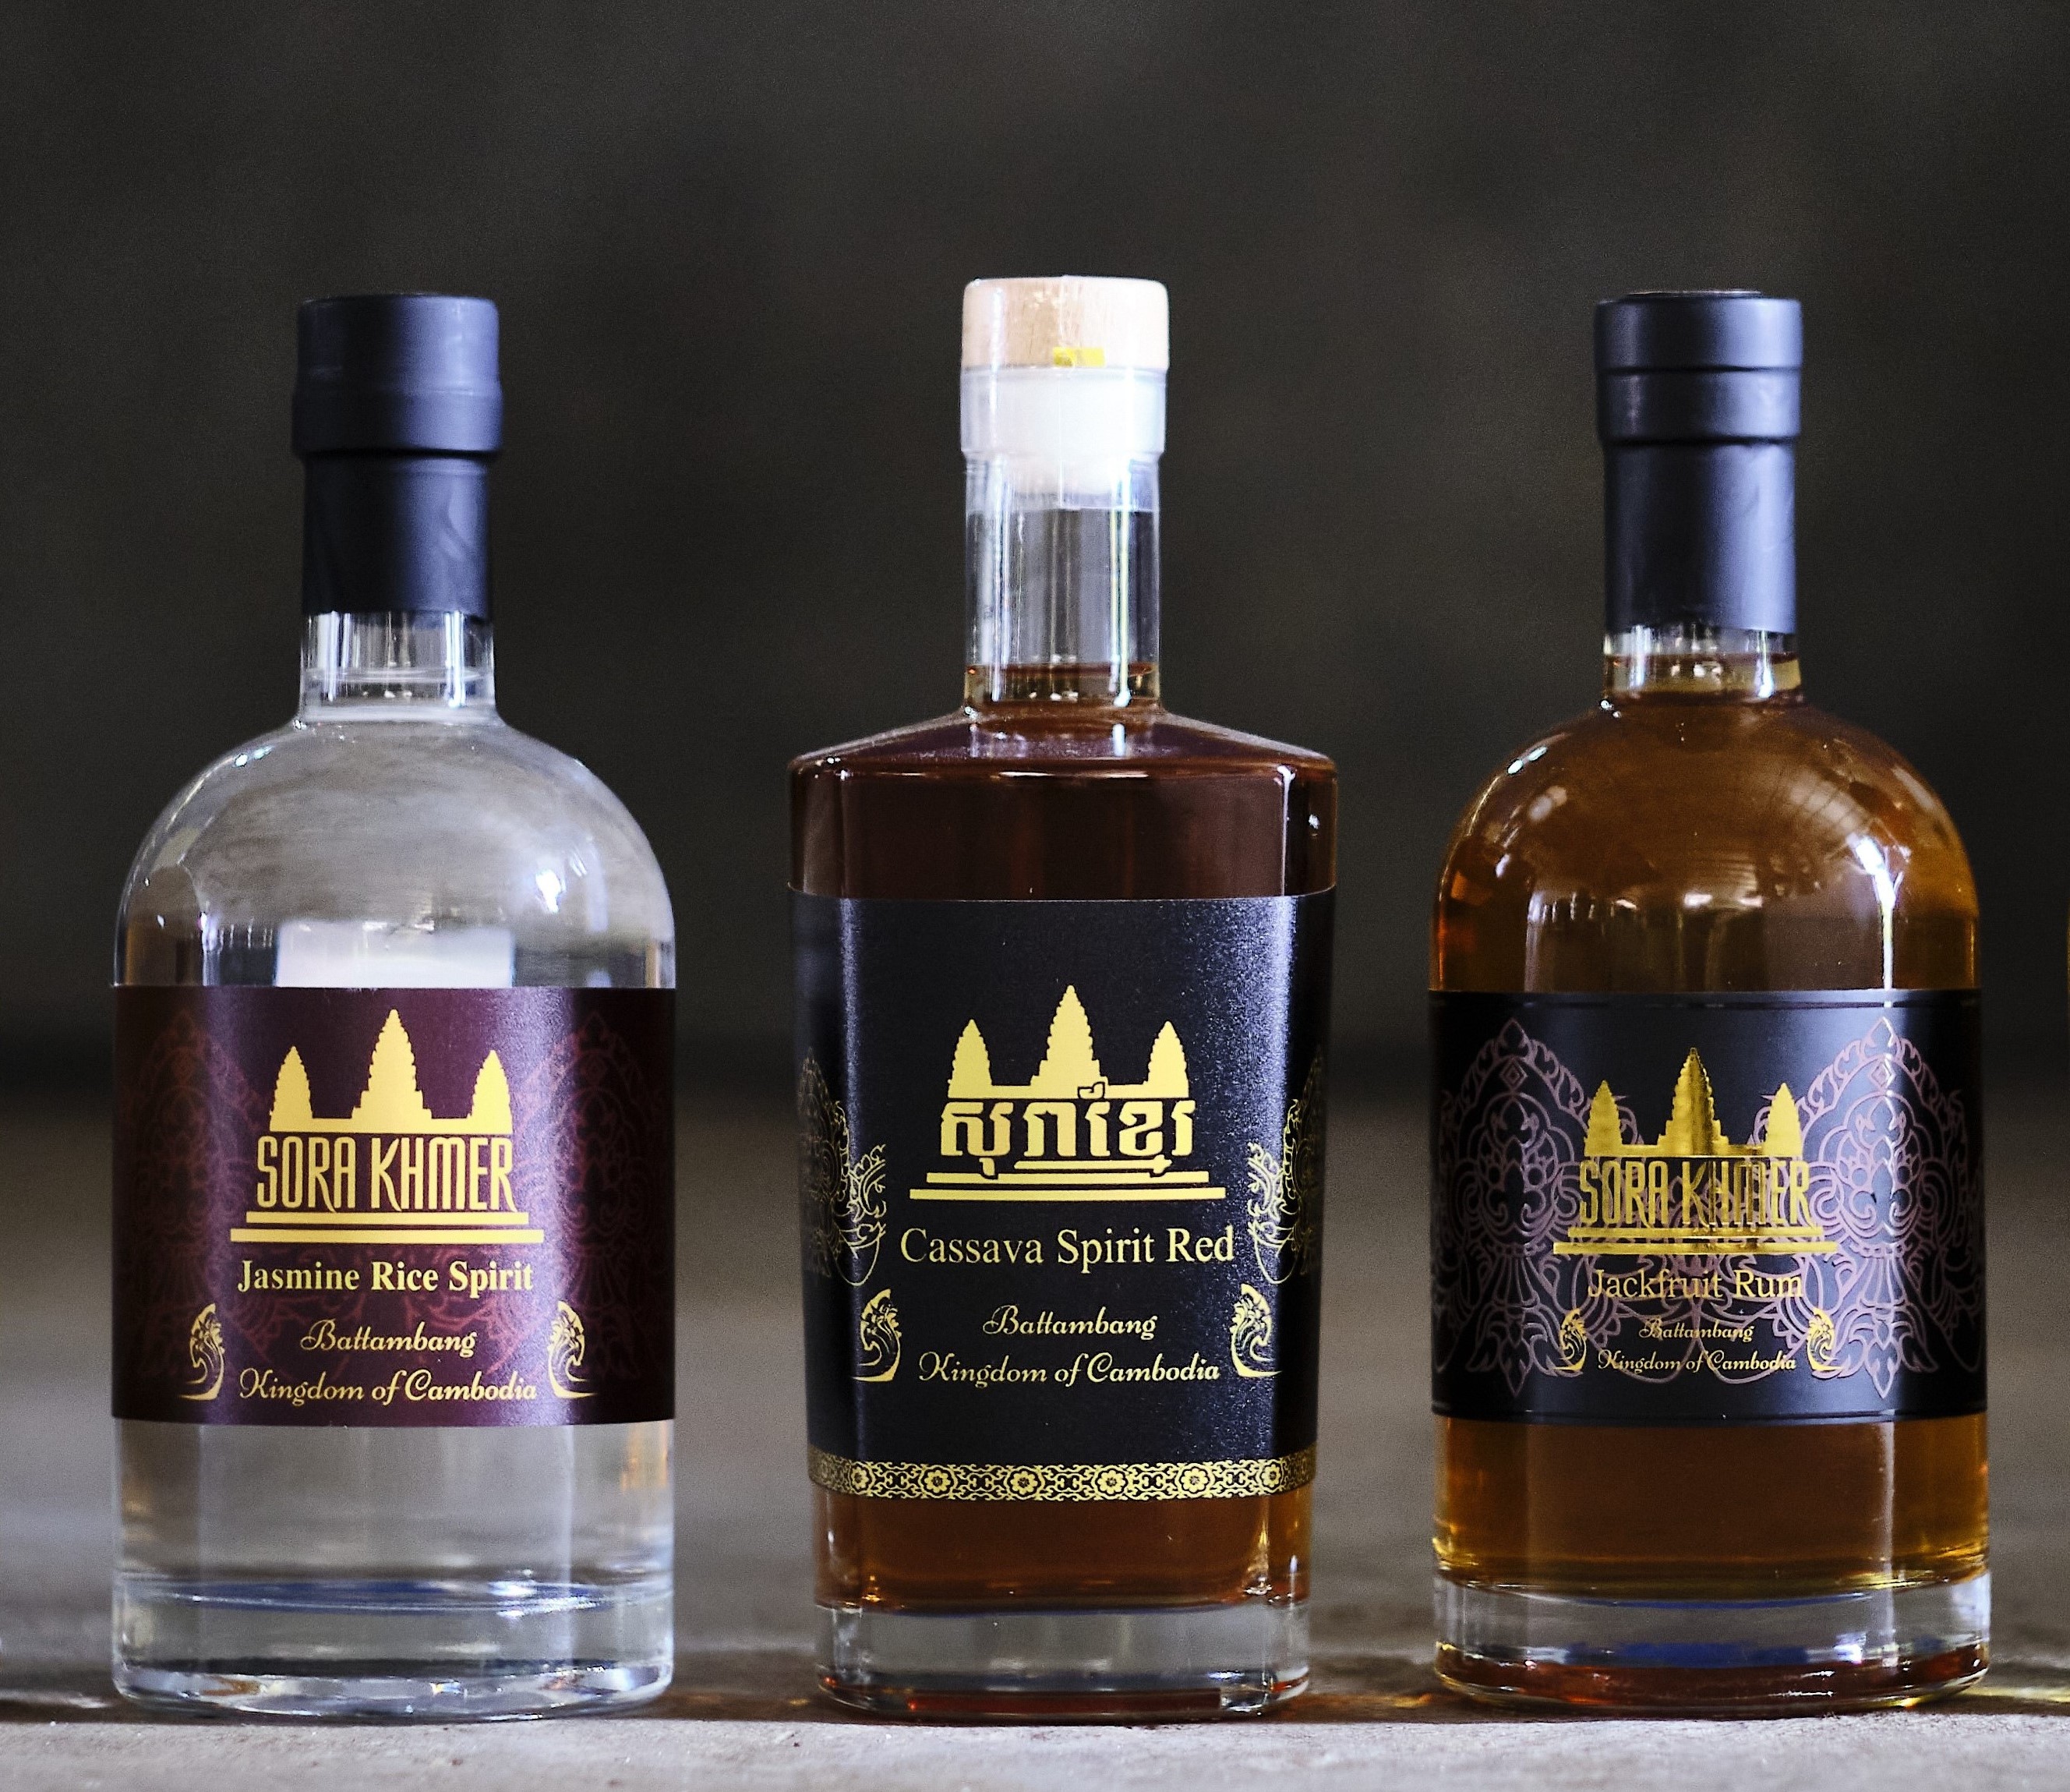 SORA KHMER
Jasmine Rice Spirit
Battambang
Kingdom of Cambodia
សុរាខ្មែរ
Cassava Spirit Red
Battambang
Kingdom of Cambodia
SORA KHMER
Jackfruit Rum
Battambang
Kingdom of Cambodia